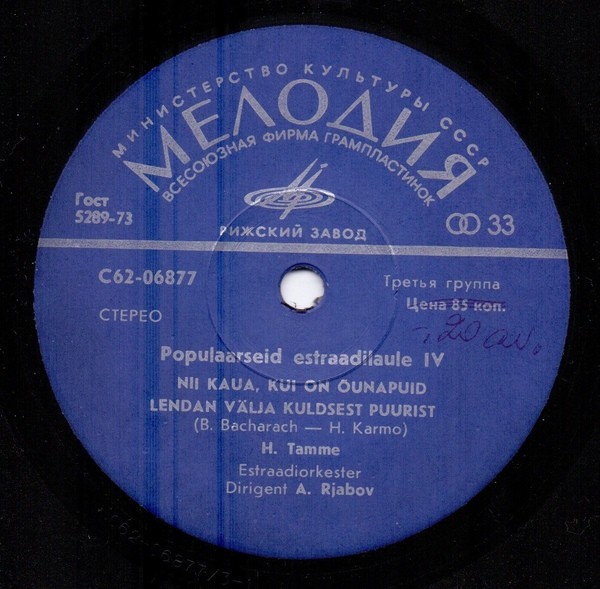 МИНИСТЕРСТВО КУЛЬТУРЫ СССР
МЕЛОДИЯ
ВСЕСОЮЗНАЯ ФИРМА ГРАМПЛАСТИНОК
Гост
5289-73
РИЖСКИЙ ЗАВОД
33
С62-06877
Третья группа
Цена 85 коп.
СТЕРЕО
Populaarseid estraadilaule IV
NII KAUA, KUI ON ÕUNAPUID
LENDAN VÄLJA KULDSEST PUURIST
(B. Bacharach — H. Karmo)
H. Tamme
Estraadiorkester
Dirigent A. Rjabov